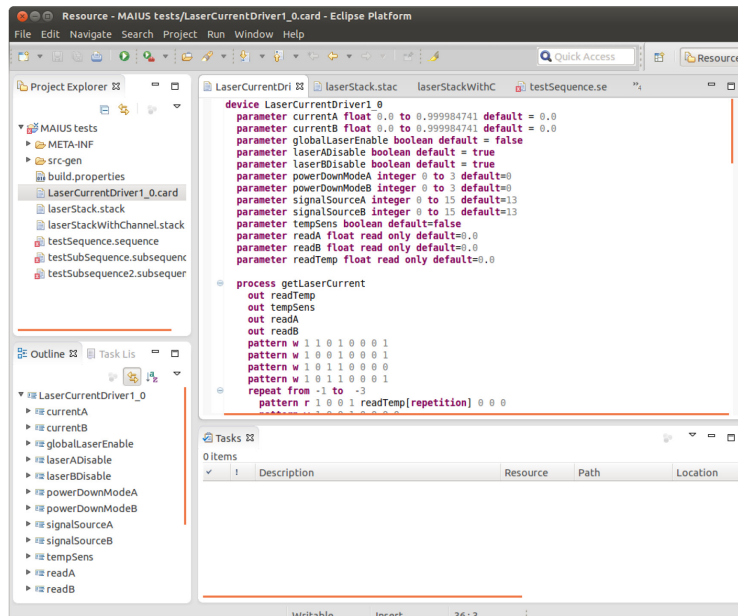 Resource - MAIUS tests/LaserCurrentDriver1_0.card - Eclipse Platform
File Edit Navigate Search Project Run Window Help
Quick Access
Resource
Project Explorer
MAIUS tests
META-INF
src-gen
build.properties
LaserCurrentDriver1_0.card
laserStack.stack
laserStackWithChannel.stack
testSequence.sequence
testSubSequence.subsequenc
testSubsequence2.subsequer
Outline Task Lis
LaserCurrentDriver1_0
currentA
currentB
globalLaserEnable
laserADisable
laserBDisable
powerDownModeA
powerDownModeB
signalSourceA
signalSourceB
tempSens
readA
readB
LaserCurrentDri laserStack.stac laserStackWithC testSequence.se "4
device LaserCurrentDriver1_0
parameter currentA float 0.0 to 0.999984741 default = 0.0
parameter currentB float 0.0 to 0.999984741 default = 0.0
parameter globalLaserEnable boolean default = false
parameter laserADisable boolean default = true
parameter laserBDisable boolean default = true
parameter powerDownModeA integer 0 to 3 default=0
parameter powerDownModeB integer 0 to 3 default=0
parameter signalSourceA integer 0 to 15 default=13
parameter signalSourceB integer 0 to 15 default=13
parameter tempSens boolean default=false
parameter readA float read only default=0.0
parameter readB float read only default=0.0
parameter readTemp float read only default=0.0
process getLaserCurrent
out readTemp
out tempSens
out readA
out readB
pattern w 1 1 0 1 0 0 0 1
pattern w 1 0 0 1 0 0 0 1
pattern w 1 0 1 1 0 0 0 0
pattern w 1 0 1 1 0 0 0 1
repeat from -1 to -3
pattern r 1 0 0 1 readTemp[repetition] 0 0 0
Tasks
0 items
! Description Resource Path Location
Writable Insert 36 : 3